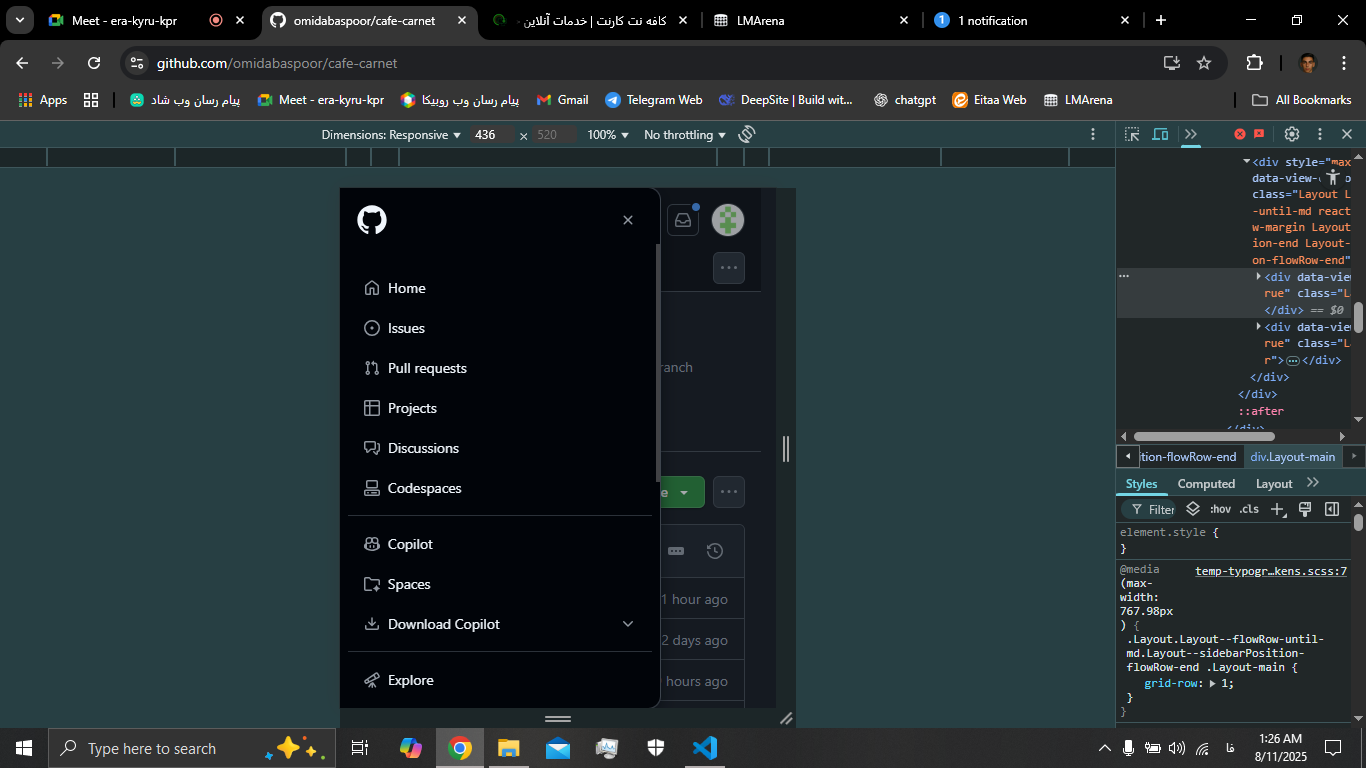 Meet - era-kyru-kpr
omidabaspoor/cafe-carnet
کافه نت کارنت | خدمات آنلاین -
LMArena
1
1 notification
github.com/omidabaspoor/cafe-carnet
Apps
پیام رسان وب شاد
Meet - era-kyru-kpr
پیام رسان وب روبیکا
Gmail
Telegram Web
DeepSite | Build wit...
chatgpt
Eitaa Web
LMArena
All Bookmarks
Dimensions: Responsive
436
×
520
100%
No throttling
Home
Issues
Pull requests
Projects
Discussions
Codespaces
Copilot
Spaces
Download Copilot
Explore
ranch
e
1 hour ago
2 days ago
hours ago
<div style="max
data-view-
class="Layout L
-until-md react
w-margin Layout
ion-end Layout-
on-flowRow-end"
<div data-vie
rue" class="L
</div> == $0
<div data-vie
rue" class="L
r">…</div>
</div>
</div>
::after
</div>
ition-flowRow-end
div.Layout-main
Styles
Computed
Layout
Filter
:hov
.cls
element.style {
}
@media
temp-typogr…kens.scss:7
(max-
width:
767.98px
) {
.Layout.Layout--flowRow-until-
md.Layout--sidebarPosition-
flowRow-end .Layout-main {
grid-row: 1;
}
}
Type here to search
فا
1:26 AM
8/11/2025